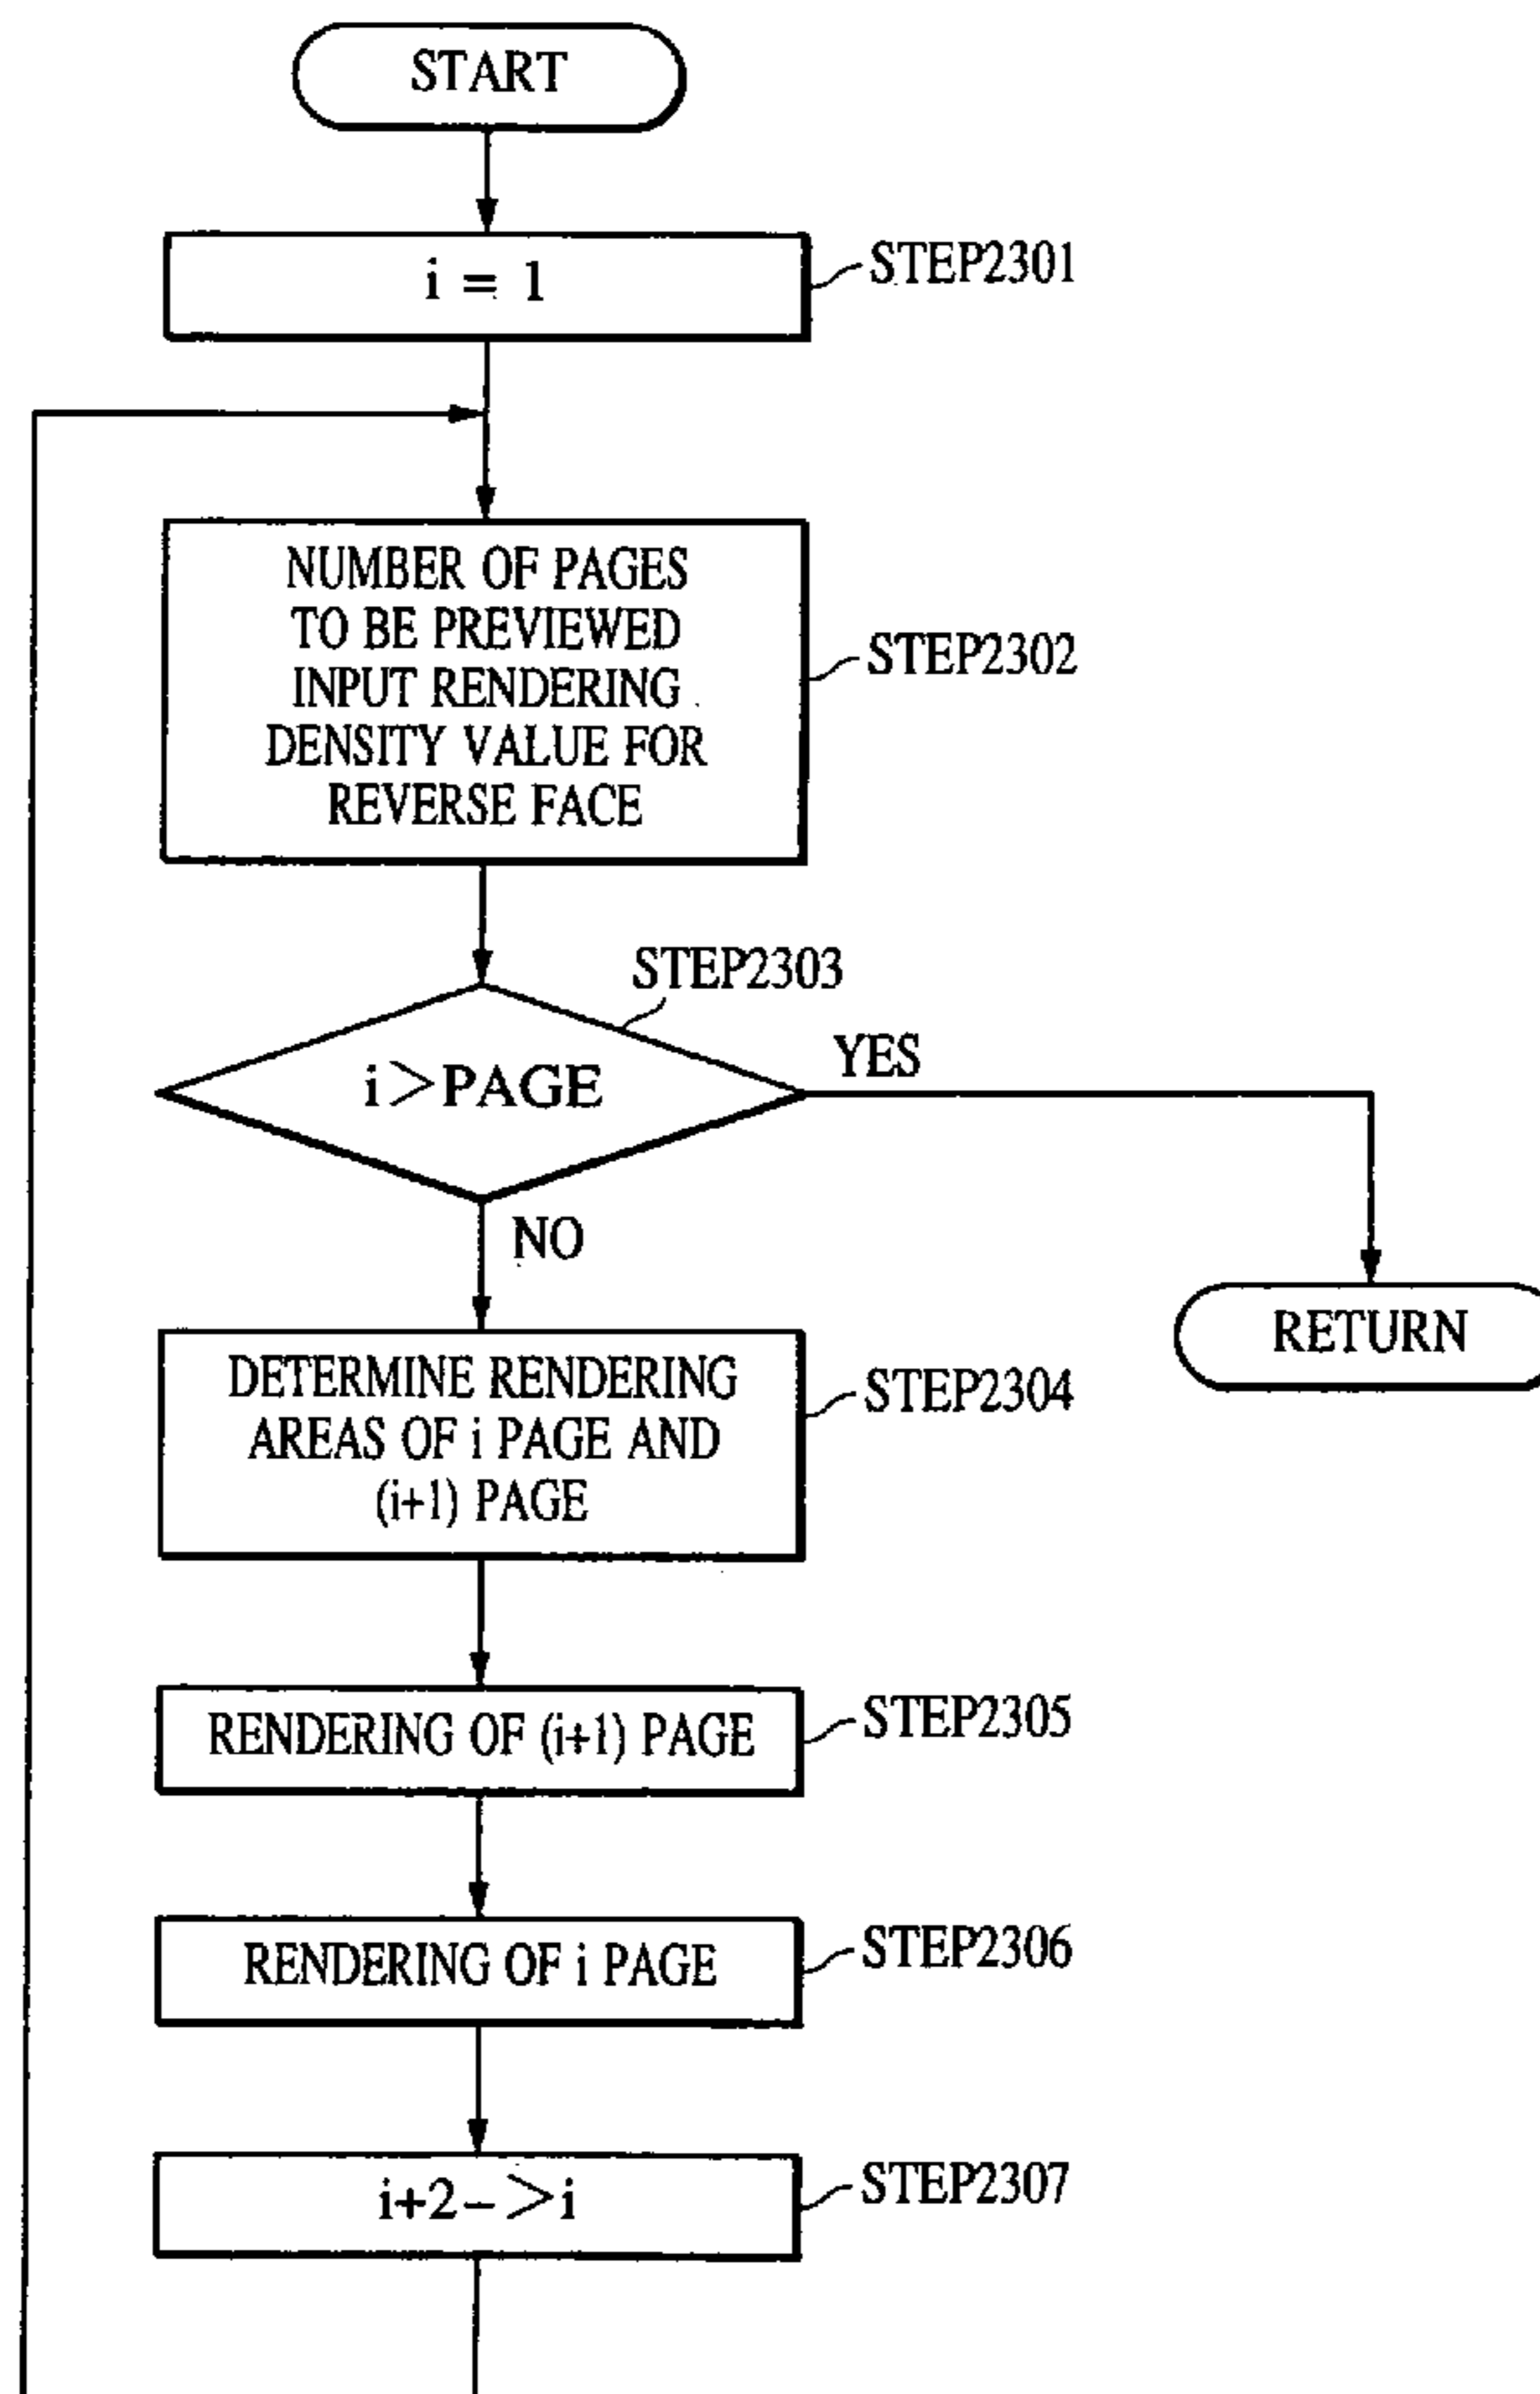 START
i = 1
STEP2301
NUMBER OF PAGES
TO BE PREVIEWED
INPUT RENDERING
DENSITY VALUE FOR
REVERSE FACE
STEP2302
STEP2303
i>PAGE
YES
NO
RETURN
DETERMINE RENDERING
AREAS OF i PAGE AND
(i+1) PAGE
STEP2304
RENDERING OF (i+1) PAGE
STEP2305
RENDERING OF i PAGE
STEP2306
i+2->i
STEP2307